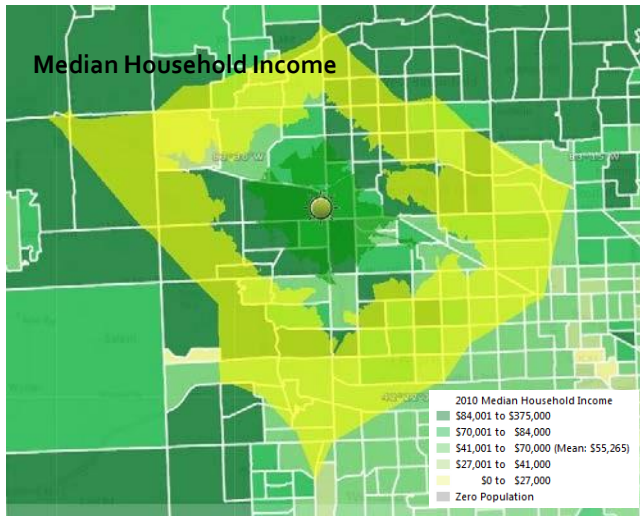 Median Household Income
2010 Median Household Income
$84,001 to $375,000
$70,001 to $84,000
$41,001 to $70,000 (Mean: $55,265)
$27,001 to $41,000
$0 to $27,000
Zero Population